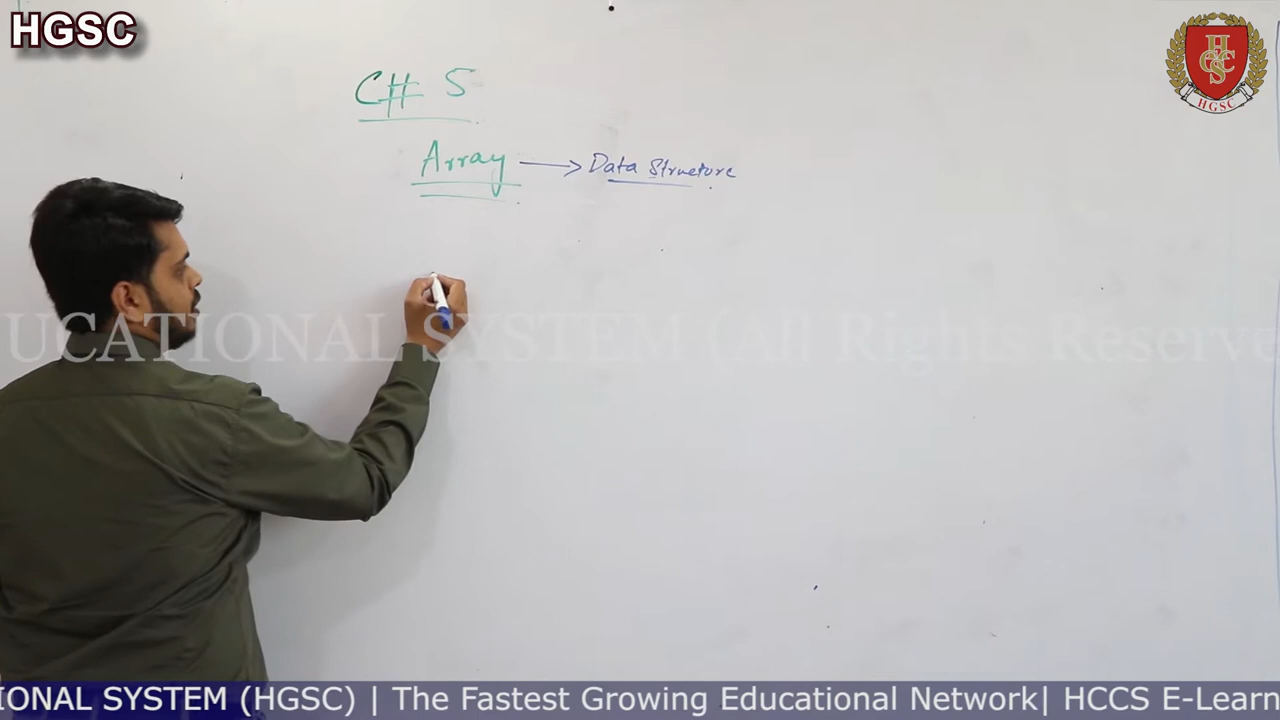 HGSC
HGSC
C# 5
Array → Data Structure
UCATIONAL SYSTEM (All Rights Reserve
IONAL SYSTEM (HGSC) | The Fastest Growing Educational Network| HCCS E-Learn